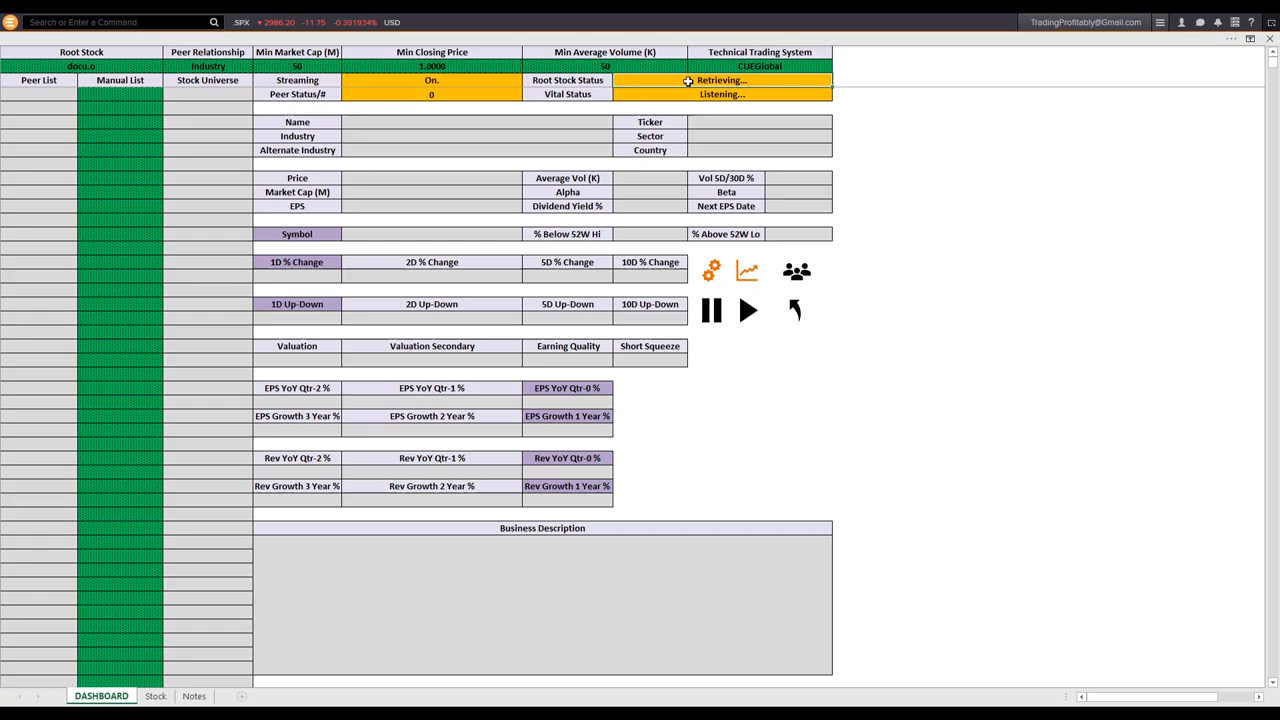 Search or Enter a Command .SPX 2986.20 -11.75 -0.391934% USD TradingProfitably@Gmail.com
Root Stock Peer Relationship Min Market Cap (M) Min Closing Price Min Average Volume (K) Technical Trading System
docu.o Industry 50 1.0000 50 CUEGlobal
Peer List Manual List Stock Universe Streaming On. Root Stock Status Retrieving...
Peer Status/# 0 Vital Status Listening...
Name Ticker
Industry Sector
Alternate Industry Country
Price Average Vol (K) Vol 5D/30D %
Market Cap (M) Alpha Beta
EPS Dividend Yield % Next EPS Date
Symbol % Below 52W Hi % Above 52W Lo
1D % Change 2D % Change 5D % Change 10D % Change
1D Up-Down 2D Up-Down 5D Up-Down 10D Up-Down
Valuation Valuation Secondary Earning Quality Short Squeeze
EPS YoY Qtr-2 % EPS YoY Qtr-1 % EPS YoY Qtr-0 %
EPS Growth 3 Year % EPS Growth 2 Year % EPS Growth 1 Year %
Rev YoY Qtr-2 % Rev YoY Qtr-1 % Rev YoY Qtr-0 %
Rev Growth 3 Year % Rev Growth 2 Year % Rev Growth 1 Year %
Business Description
DASHBOARD Stock Notes